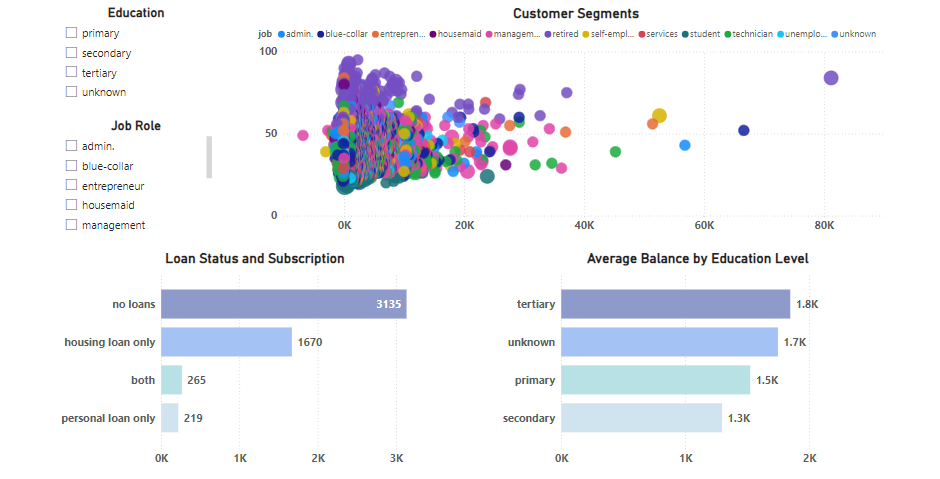 Education
primary
secondary
tertiary
unknown
Job Role
admin.
blue-collar
entrepreneur
housemaid
management
Customer Segments
job admin. blue-collar entrepren... housemaid managem... retired self-empl... services student technician unemplo... unknown
100
50
0
0K 20K 40K 60K 80K
Loan Status and Subscription
no loans 3135
housing loan only 1670
both 265
personal loan only 219
0K 1K 2K 3K
Average Balance by Education Level
tertiary 1.8K
unknown 1.7K
primary 1.5K
secondary 1.3K
0K 1K 2K